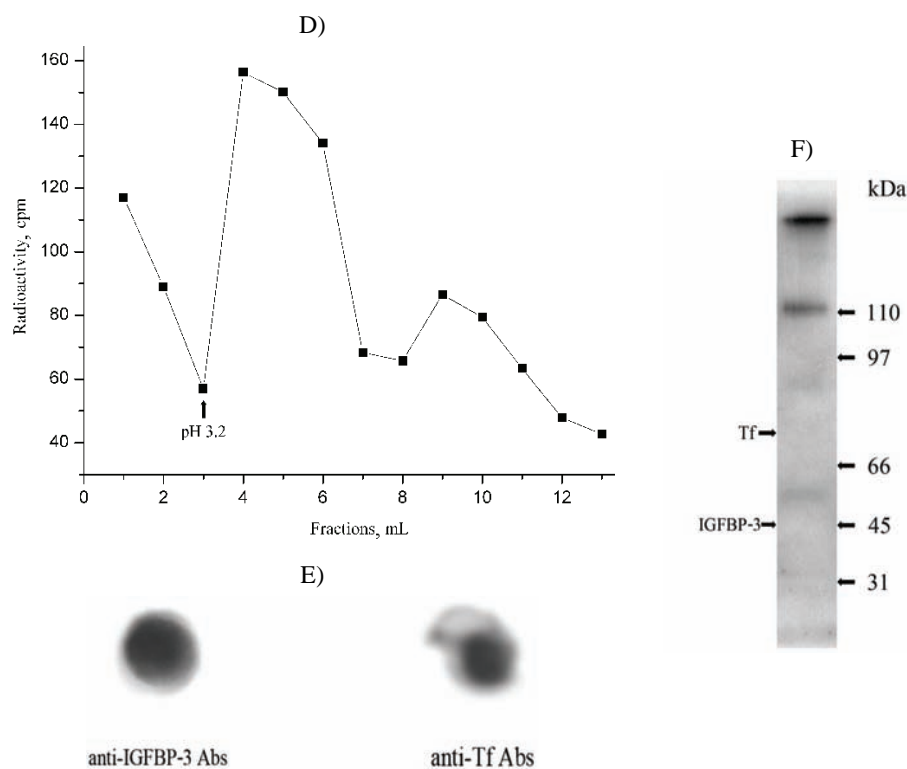 D)
160
140
120
100
80
60
40
Radioactivity, cpm
pH 3.2
0 2 4 6 8 10 12
Fractions, mL
E)
anti-IGFBP-3 Abs
anti-Tf Abs
F)
kDa
110
97
Tf
66
IGFBP-3
45
31